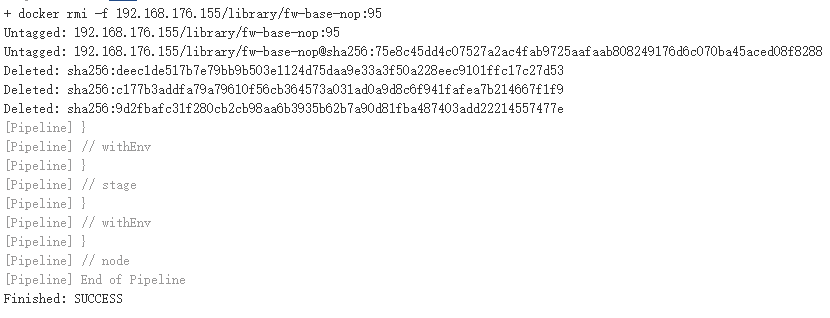 + docker rmi -f 192.168.176.155/library/fw-base-nop:95
Untagged: 192.168.176.155/library/fw-base-nop:95
Untagged: 192.168.176.155/library/fw-base-nop@sha256:75e8c45dd4c07527a2ac4fab9725aafaab808249176d6c070ba45aced08f8288
Deleted: sha256:deec1de517b7e79bb9b503e1124d75daa9e33a3f50a228eec9101ffc17c27d53
Deleted: sha256:c177b3addfa79a79610f56cb364573a031ad0a9d8c6f941fafea7b214667f1f9
Deleted: sha256:9d2fbafc31f280cb2cb98aa6b3935b62b7a90d81fba487403add22214557477e
[Pipeline] }
[Pipeline] // withEnv
[Pipeline] }
[Pipeline] // stage
[Pipeline] }
[Pipeline] // withEnv
[Pipeline] }
[Pipeline] // node
[Pipeline] End of Pipeline
Finished: SUCCESS